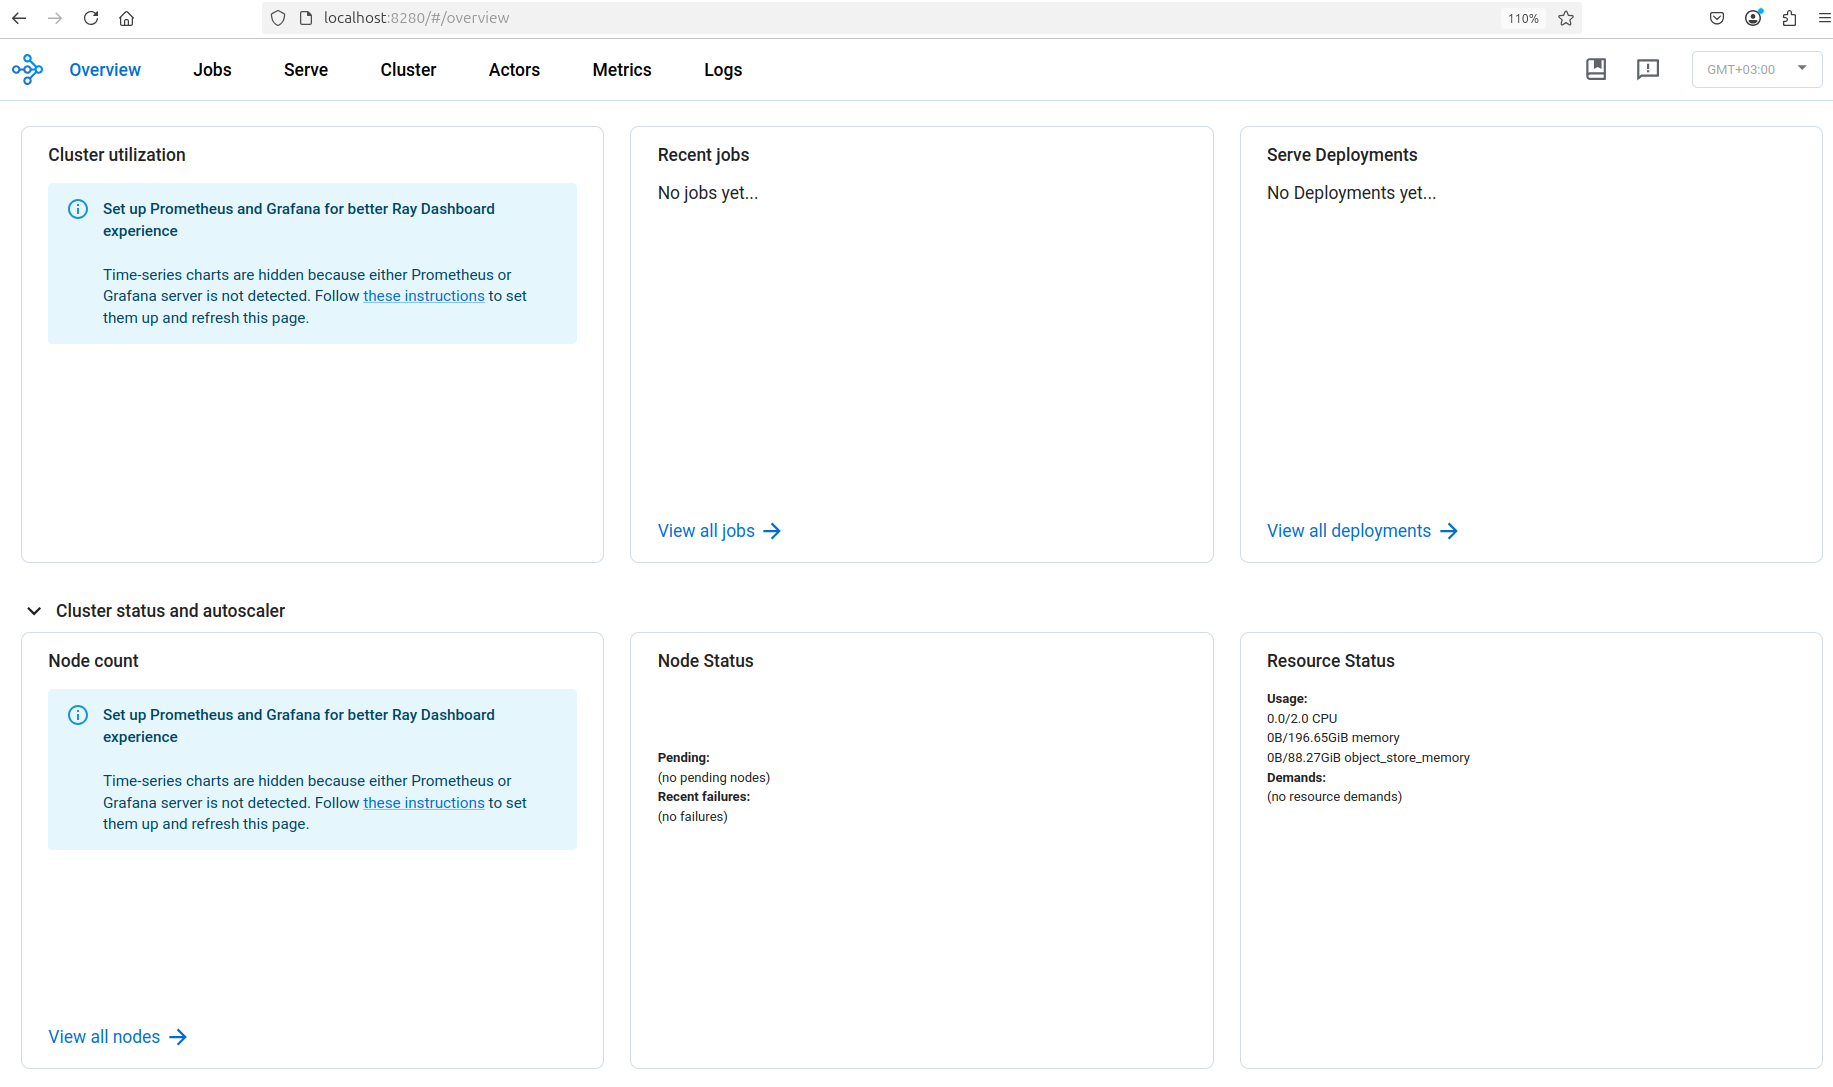 localhost:8280/#/overview
110%
Overview
Jobs
Serve
Cluster
Actors
Metrics
Logs
GMT+03:00
Cluster utilization
Set up Prometheus and Grafana for better Ray Dashboard
experience
Time-series charts are hidden because either Prometheus or
Grafana server is not detected. Follow these instructions to set
them up and refresh this page.
Recent jobs
No jobs yet...
View all jobs
Serve Deployments
No Deployments yet...
View all deployments
Cluster status and autoscaler
Node count
Set up Prometheus and Grafana for better Ray Dashboard
experience
Time-series charts are hidden because either Prometheus or
Grafana server is not detected. Follow these instructions to set
them up and refresh this page.
View all nodes
Node Status
Pending:
(no pending nodes)
Recent failures:
(no failures)
Resource Status
Usage:
0.0/2.0 CPU
0B/196.65GiB memory
0B/88.27GiB object_store_memory
Demands:
(no resource demands)